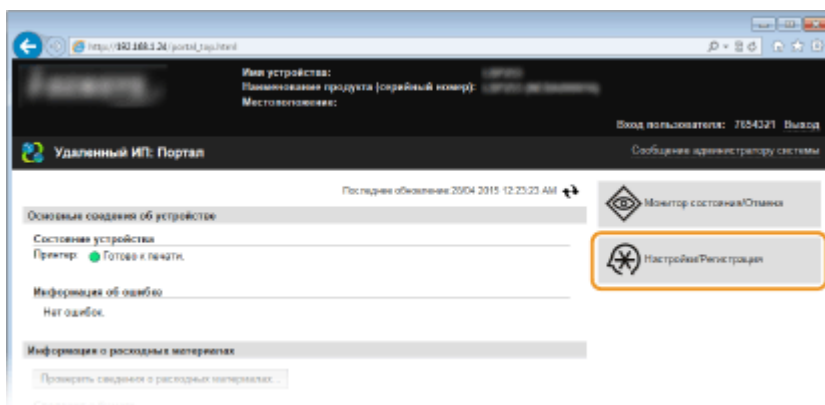 http://192.168.1.24/portal_top.html
Имя устройства:
Наименование продукта (серийный номер):
Местоположение:
Вход пользователя: 7654321 Выход
Удаленный ИП: Портал
Сообщение администратору системы
Последнее обновление: 28/04 2015 12:23:23 AM
Монитор состояния/Отмена
Основные сведения об устройстве
Состояние устройства
Принтер: Готово к печати.
Настройки/Регистрация
Информация об ошибке
Нет ошибок.
Информация о расходных материалах
Проверить сведения о расходных материалах...